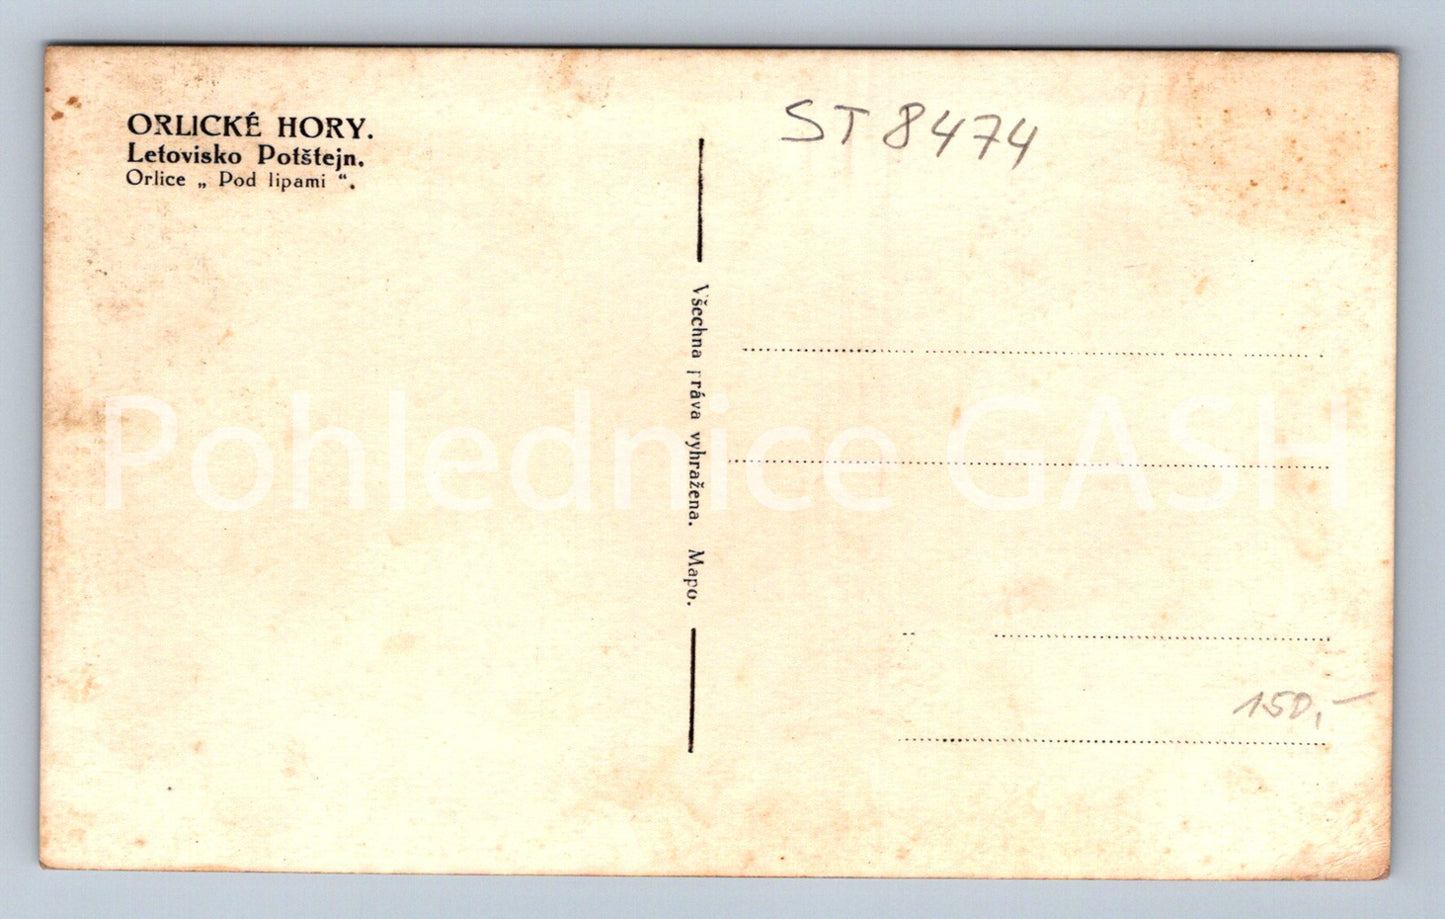 ORLICKÉ HORY.
Letovisko Potštejn.
Orlice „ Pod lipami “.
ST 8474
Všechna práva vyhražena. Mapo.
Pohlednice GASH
150,-